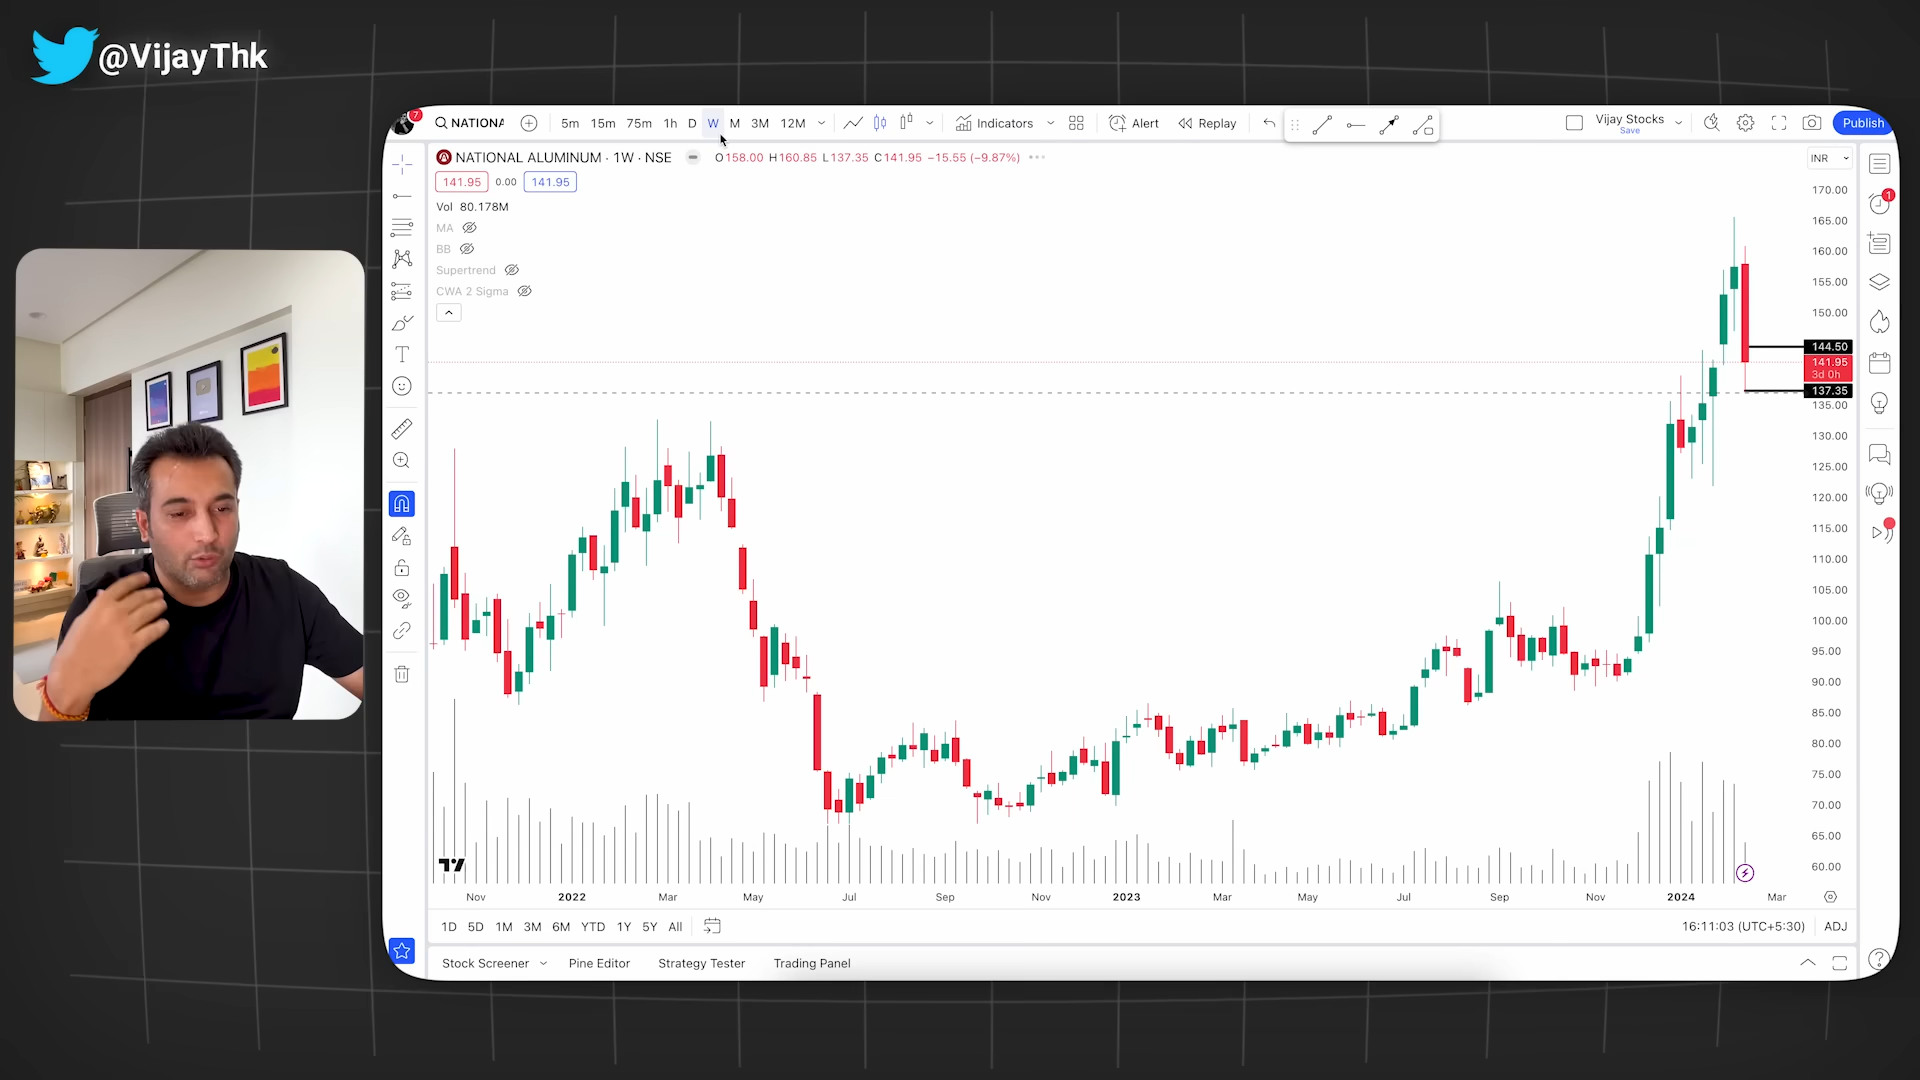 @VijayThk
7
NATIONA
5m 15m 75m 1h D W M 3M 12M
Indicators
Alert
Replay
Vijay Stocks
Save
Publish
NATIONAL ALUMINUM · 1W · NSE
O158.00 H160.85 L137.35 C141.95 −15.55 (−9.87%)
INR
141.95 0.00 141.95
Vol 80.178M
MA
BB
Supertrend
CWA 2 Sigma
1
170.00
165.00
160.00
155.00
150.00
144.50
141.95
3d 0h
137.35
135.00
130.00
125.00
120.00
115.00
110.00
105.00
100.00
95.00
90.00
85.00
80.00
75.00
70.00
65.00
60.00
Nov 2022 Mar May Jul Sep Nov 2023 Mar May Jul Sep Nov 2024 Mar
1D 5D 1M 3M 6M YTD 1Y 5Y All
16:11:03 (UTC+5:30) ADJ
Stock Screener Pine Editor Strategy Tester Trading Panel